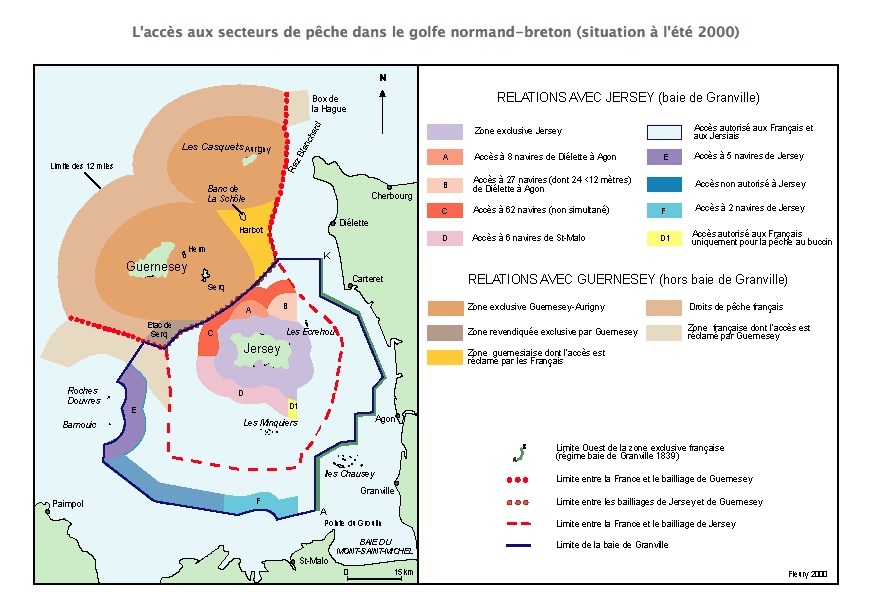 L'accès aux secteurs de pêche dans le golfe normand-breton (situation à l'été 2000)
N
Box de
la Hague
Raz Blanchard
Les Casquets
Aurigny
Limite des 12 miles
Banc de
La Schôle
Cherbourg
Harbot
Diélette
Herm
Guernesey
Serq
K
Carteret
A
B
Etac de
Serq
C
Les Ecrehou
Jersey
Roches
Douvres
D
E
D1
Barnouic
Agon
Les Minquiers
Iles Chausey
Granville
F
Paimpol
A
Pointe du Grouin
BAIE DU
MONT-SAINT-MICHEL
St-Malo
0 15km
RELATIONS AVEC JERSEY (baie de Granville)
Zone exclusive Jersey
A Accès à 8 navires de Diélette à Agon
B Accès à 27 navires (dont 24 <12 mètres)
de Diélette à Agon
C Accès à 62 navires (non simultané)
D Accès à 6 navires de St-Malo
Accès autorisé aux Français et
aux Jersiais
E Accès à 5 navires de Jersey
Accès non autorisé à Jersey
F Accès à 2 navires de Jersey
D1 Accès autorisé aux Français
uniquement pour la pêche au buccin
RELATIONS AVEC GUERNESEY (hors baie de Granville)
Zone exclusive Guernesey-Aurigny
Zone revendiquée exclusive par Guernesey
Zone guernesiaise dont l'accès est
réclamé par les Français
Droits de pêche français
Zone française dont l'accès est
réclamé par Guernesey
K
A
Limite Ouest de la zone exclusive française
(régime baie de Granville 1839)
Limite entre la France et le bailliage de Guernesey
Limite entre les bailliages de Jersey et de Guernesey
Limite entre la France et le bailliage de Jersey
Limite de la baie de Granville
Fleury 2000